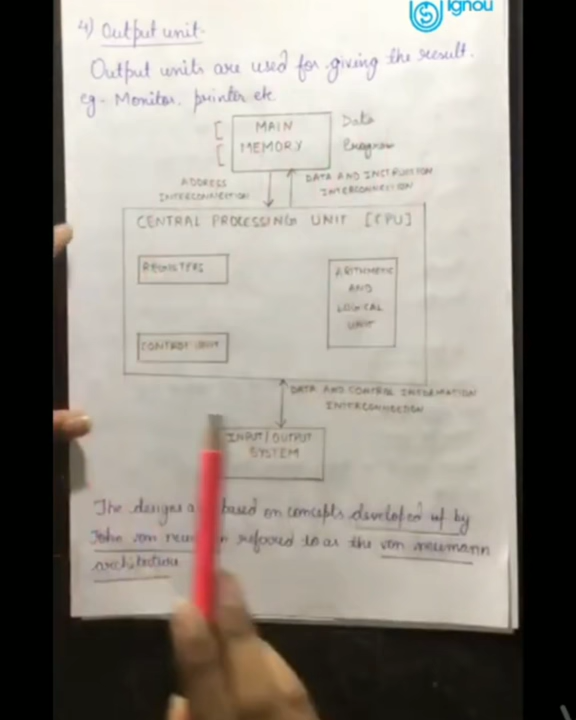 Ignou
4) Output unit.
Output units are used for giving the result.
eg- Monitor, printer etc
MAIN
MEMORY
Data
Program
ADDRESS
INTERCONNECTION
DATA AND INSTRUCTION
INTERCONNECTION
CENTRAL PROCESSING UNIT [CPU]
REGISTERS
ARITHMETIC
AND
LOGICAL
UNIT
CONTROL UNIT
DATA AND CONTROL INFORMATION
INTERCONNECTION
INPUT/OUTPUT
SYSTEM
The designs based on concepts developed by
John von referred to as the von neumann
architecture